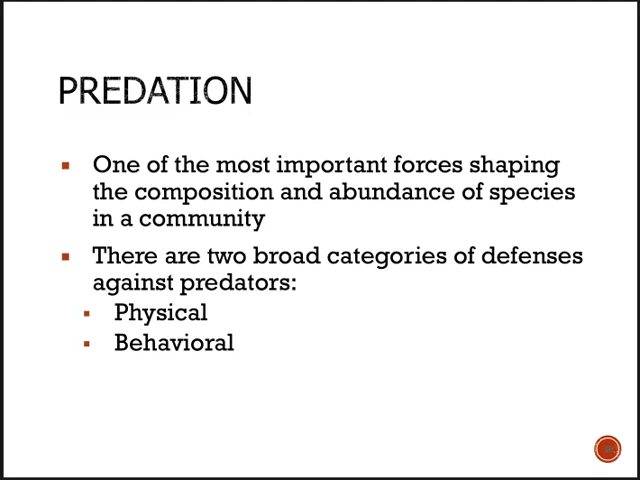 PREDATION
One of the most important forces shaping
the composition and abundance of species
in a community
There are two broad categories of defenses
against predators:
Physical
Behavioral